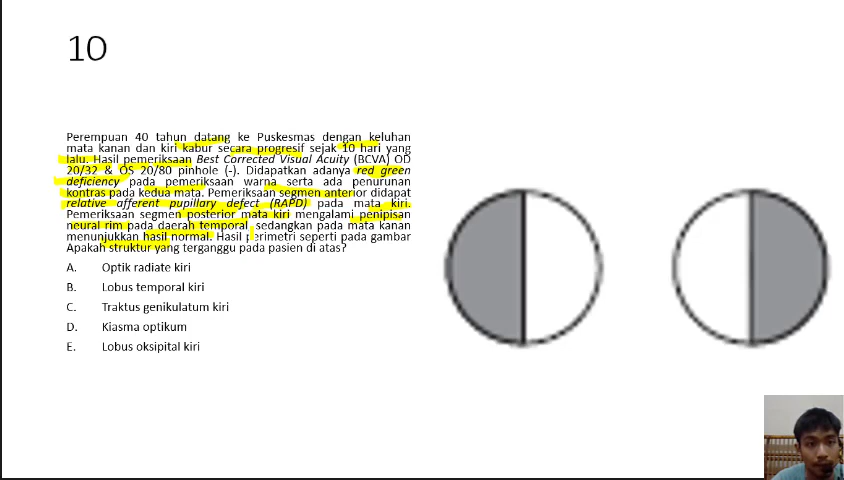 10
Perempuan 40 tahun datang ke Puskesmas dengan keluhan
mata kanan dan kiri kabur secara progresif sejak 10 hari yang
lalu. Hasil pemeriksaan Best Corrected Visual Acuity (BCVA) OD
20/32 & OS 20/80 pinhole (-). Didapatkan adanya red green
deficiency pada pemeriksaan warna serta ada penurunan
kontras pada kedua mata. Pemeriksaan segmen anterior didapat
relative afferent pupillary defect (RAPD) pada mata kiri.
Pemeriksaan segmen posterior mata kiri mengalami penipisan
neural rim pada daerah temporal sedangkan pada mata kanan
menunjukkan hasil normal. Hasil perimetri seperti pada gambar
Apakah struktur yang terganggu pada pasien di atas?
A. Optik radiate kiri
B. Lobus temporal kiri
C. Traktus genikulatum kiri
D. Kiasma optikum
E. Lobus oksipital kiri